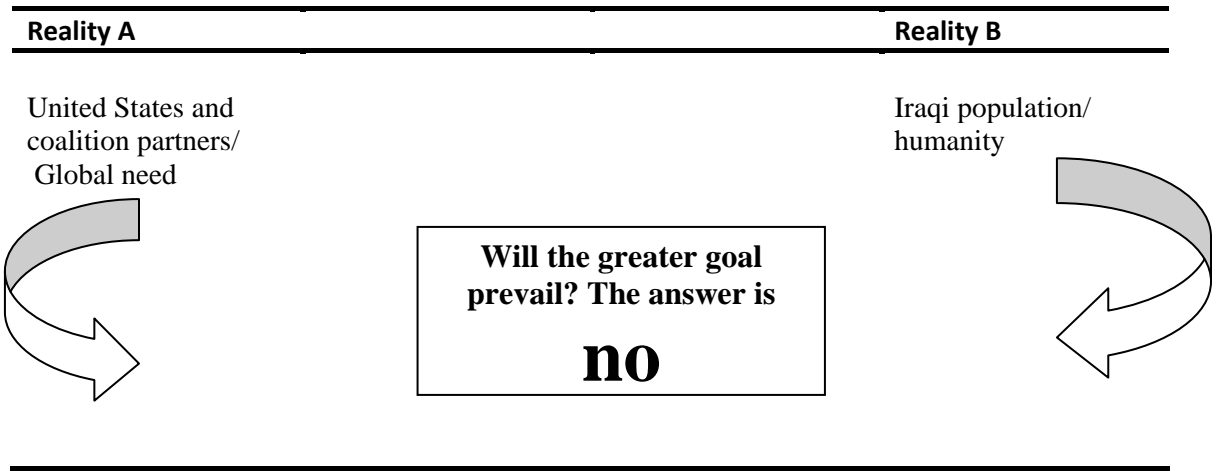 Reality A Reality B
United States and
coalition partners/
Global need
Iraqi population/
humanity
Will the greater goal
prevail? The answer is
no